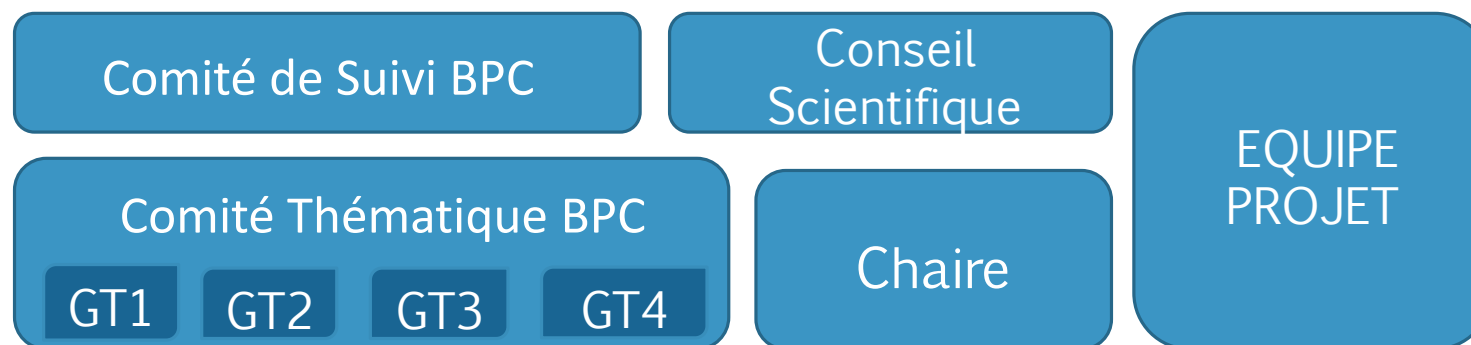 Comité de Suivi BPC
Conseil
Scientifique
EQUIPE
PROJET
Comité Thématique BPC
GT1
GT2
GT3
GT4
Chaire